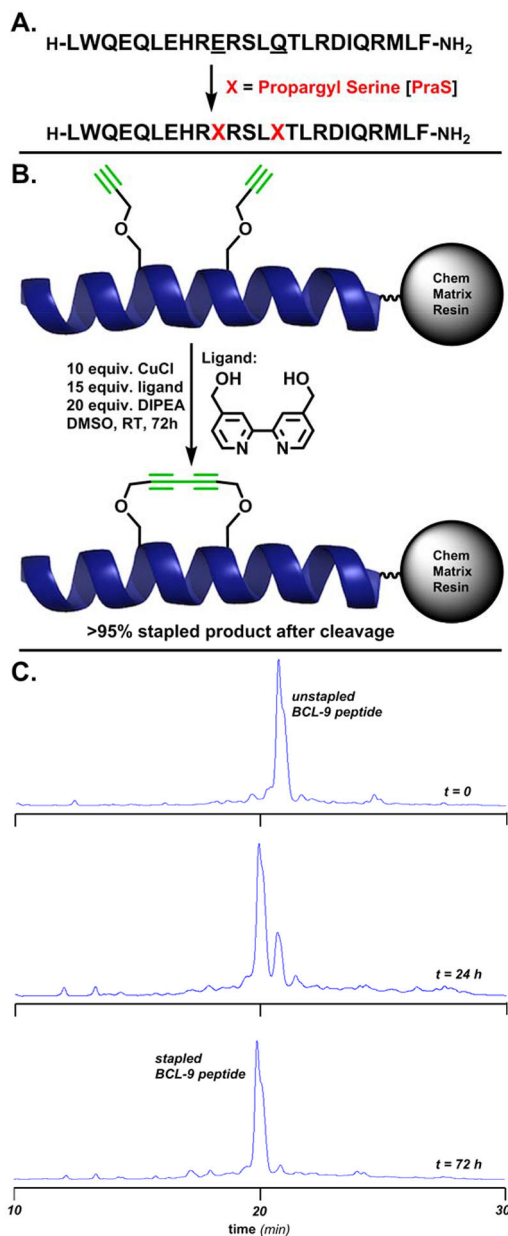 A.
H-LWQEQLEHRERSLQTLRDIQRMLF-NH2
X = Propargyl Serine [PraS]
H-LWQEQLEHRXRSLXTLRDIQRMLF-NH2
B.
O
O
Chem
Matrix
Resin
10 equiv. CuCl
15 equiv. ligand
20 equiv. DIPEA
DMSO, RT, 72h
Ligand:
OH
HO
N
N
O
O
Chem
Matrix
Resin
>95% stapled product after cleavage
C.
unstapled
BCL-9 peptide
t = 0
20
t = 24 h
20
stapled
BCL-9 peptide
t = 72 h
10
20
30
time (min)